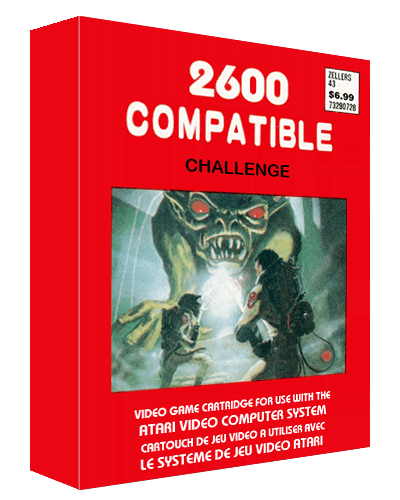 ZELLERS
43
$6.99
73290728
2600
COMPATIBLE
CHALLENGE
VIDEO GAME CARTRIDGE FOR USE WITH THE
ATARI VIDEO COMPUTER SYSTEM
CARTOUCH DE JEU VIDEO A UTILISER AVEC
LE SYSTEME DE JEU VIDEO ATARI